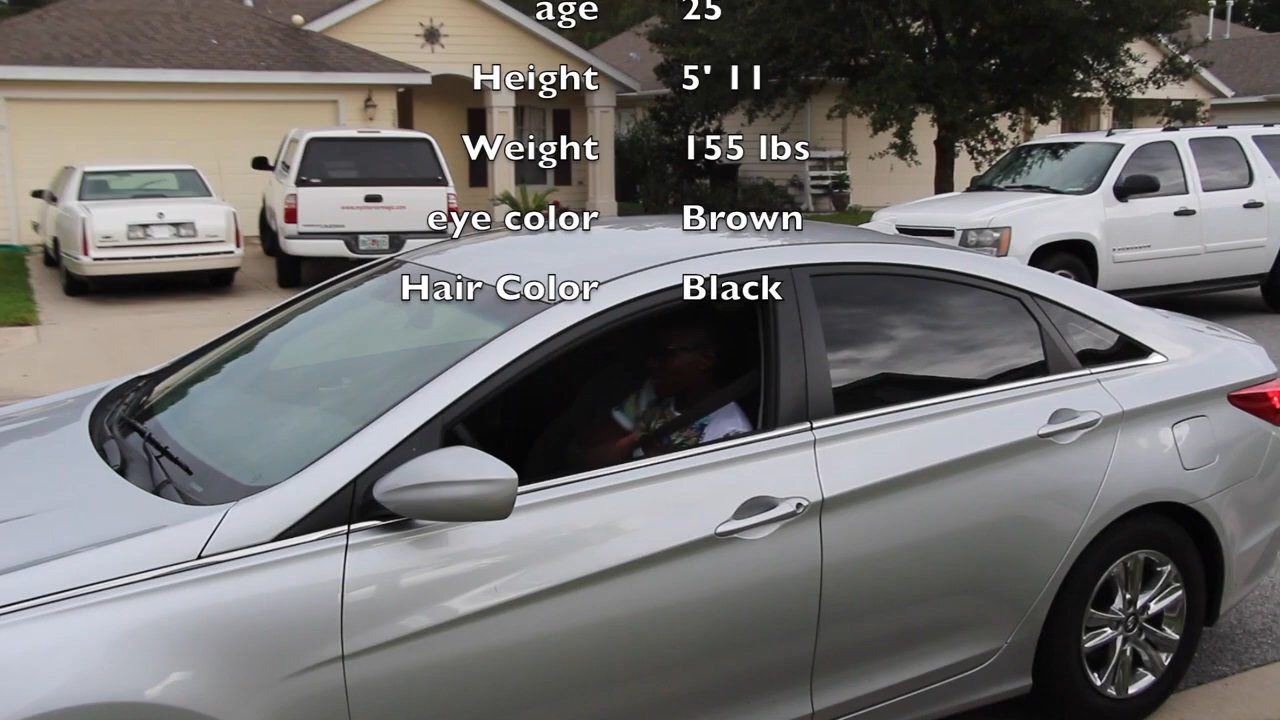 age 25
Height 5' 11
Weight 155 lbs
eye color Brown
Hair Color Black